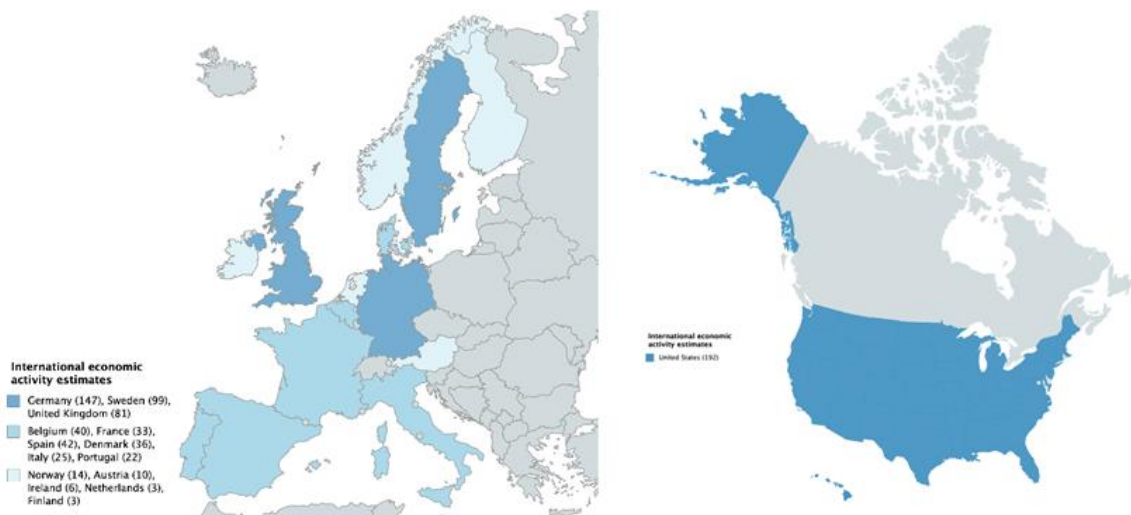 International economic
activity estimates
Germany (147), Sweden (99),
United Kingdom (81)
Belgium (40), France (33),
Spain (42), Denmark (36),
Italy (25), Portugal (22)
Norway (14), Austria (10),
Ireland (6), Netherlands (3),
Finland (3)
International economic
activity estimates
United States (192)